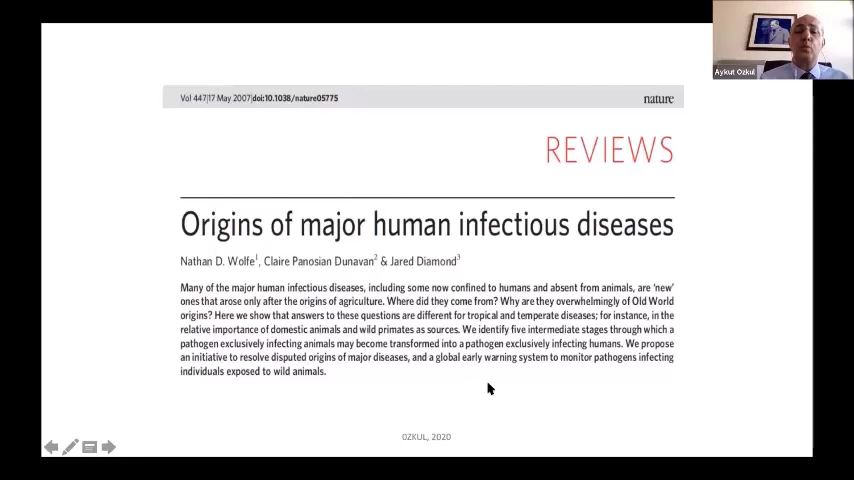 Aykut Ozkul
Vol 447|17 May 2007|doi:10.1038/nature05775
nature
REVIEWS
Origins of major human infectious diseases
Nathan D. Wolfe1, Claire Panosian Dunavan2 & Jared Diamond3
Many of the major human infectious diseases, including some now confined to humans and absent from animals, are 'new'
ones that arose only after the origins of agriculture. Where did they come from? Why are they overwhelmingly of Old World
origins? Here we show that answers to these questions are different for tropical and temperate diseases; for instance, in the
relative importance of domestic animals and wild primates as sources. We identify five intermediate stages through which a
pathogen exclusively infecting animals may become transformed into a pathogen exclusively infecting humans. We propose
an initiative to resolve disputed origins of major diseases, and a global early warning system to monitor pathogens infecting
individuals exposed to wild animals.
OZKUL, 2020